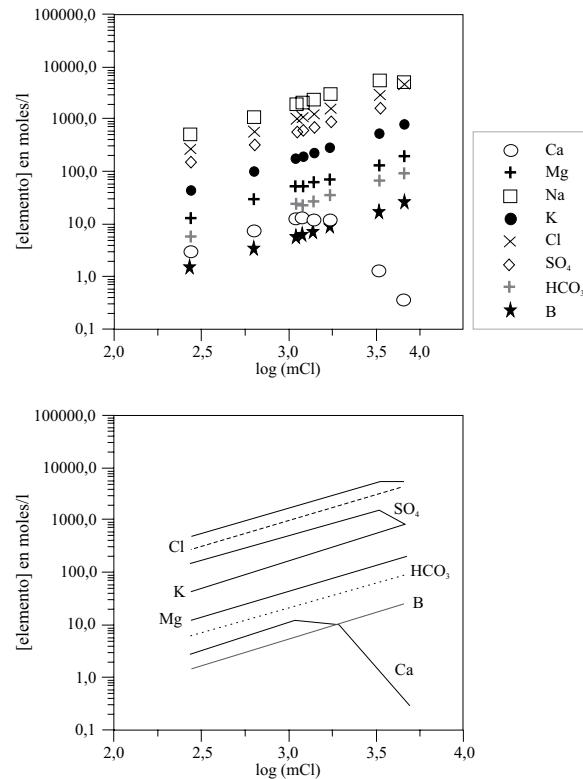 100000,0
10000,0
1000,0
100,0
10,0
1,0
0,1
[elemento] en moles/l
2,0
2,5
3,0
3,5
4,0
log (mCl)
Ca
Mg
Na
K
Cl
SO₄
HCO₃
B
100000,0
10000,0
1000,0
100,0
10,0
1,0
0,1
[elemento] en moles/l
Cl
SO₄
K
HCO₃
Mg
B
Ca
2,0
2,5
3,0
3,5
4,0
log (mCl)